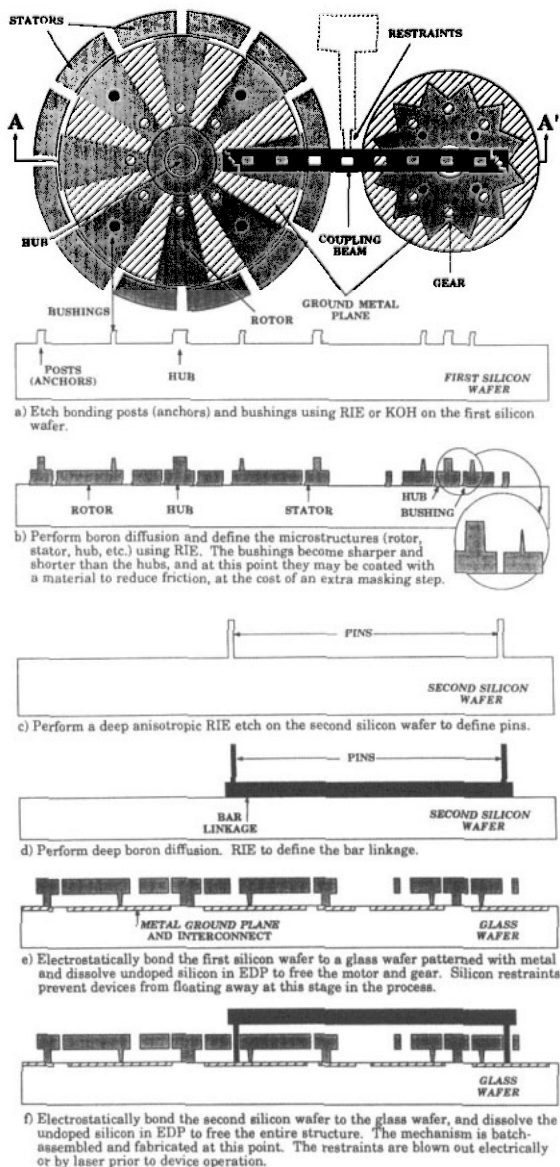 STATORS
RESTRAINTS
A
A'
HUB
COUPLING
BEAM
GEAR
BUSHINGS
ROTOR
GROUND METAL
PLANE
POSTS
(ANCHORS)
HUB
FIRST SILICON
WAFER
a) Etch bonding posts (anchors) and bushings using RIE or KOH on the first silicon
wafer.
ROTOR
HUB
STATOR
HUB
BUSHING
b) Perform boron diffusion and define the microstructures (rotor,
stator, hub, etc.) using RIE. The bushings become sharper and
shorter than the hubs, and at this point they may be coated with
a material to reduce friction, at the cost of an extra masking step.
PINS
SECOND SILICON
WAFER
c) Perform a deep anisotropic RIE etch on the second silicon wafer to define pins.
PINS
BAR
LINKAGE
SECOND SILICON
WAFER
d) Perform deep boron diffusion. RIE to define the bar linkage.
METAL GROUND PLANE
AND INTERCONNECT
GLASS
WAFER
e) Electrostatically bond the first silicon wafer to a glass wafer patterned with metal
and dissolve undoped silicon in EDP to free the motor and gear. Silicon restraints
prevent devices from floating away at this stage in the process.
GLASS
WAFER
f) Electrostatically bond the second silicon wafer to the glass wafer, and dissolve the
undoped silicon in EDP to free the entire structure. The mechanism is batch-
assembled and fabricated at this point. The restraints are blown out electrically
or by laser prior to device operation.